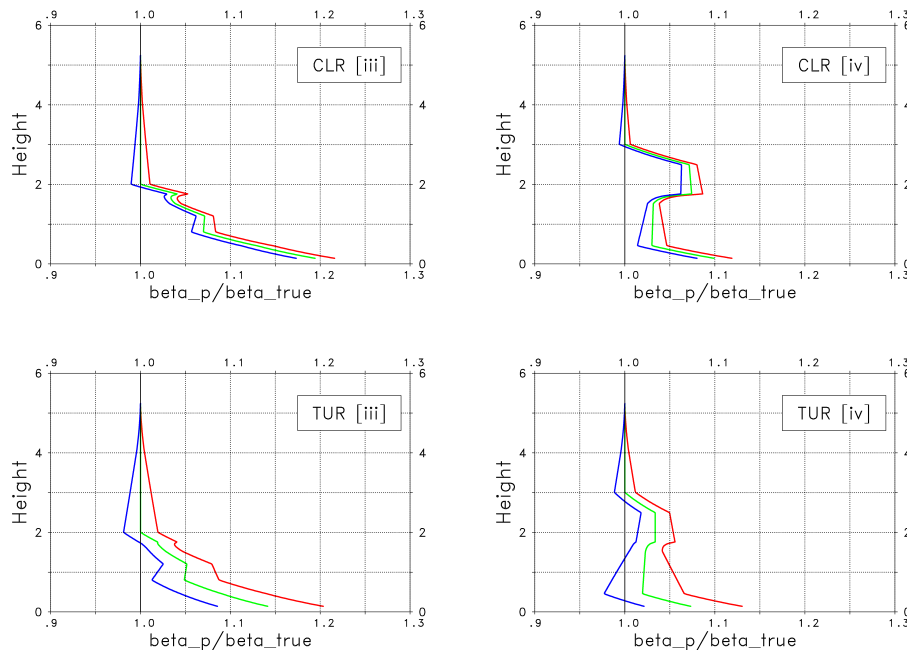 .9 1.0 1.1 1.2 1.3
6 6
CLR [iii]
4 4
Height
2 2
0 0
.9 1.0 1.1 1.2 1.3
beta_p/beta_true
.9 1.0 1.1 1.2 1.3
6 6
CLR [iv]
4 4
Height
2 2
0 0
.9 1.0 1.1 1.2 1.3
beta_p/beta_true
.9 1.0 1.1 1.2 1.3
6 6
TUR [iii]
4 4
Height
2 2
0 0
.9 1.0 1.1 1.2 1.3
beta_p/beta_true
.9 1.0 1.1 1.2 1.3
6 6
TUR [iv]
4 4
Height
2 2
0 0
.9 1.0 1.1 1.2 1.3
beta_p/beta_true